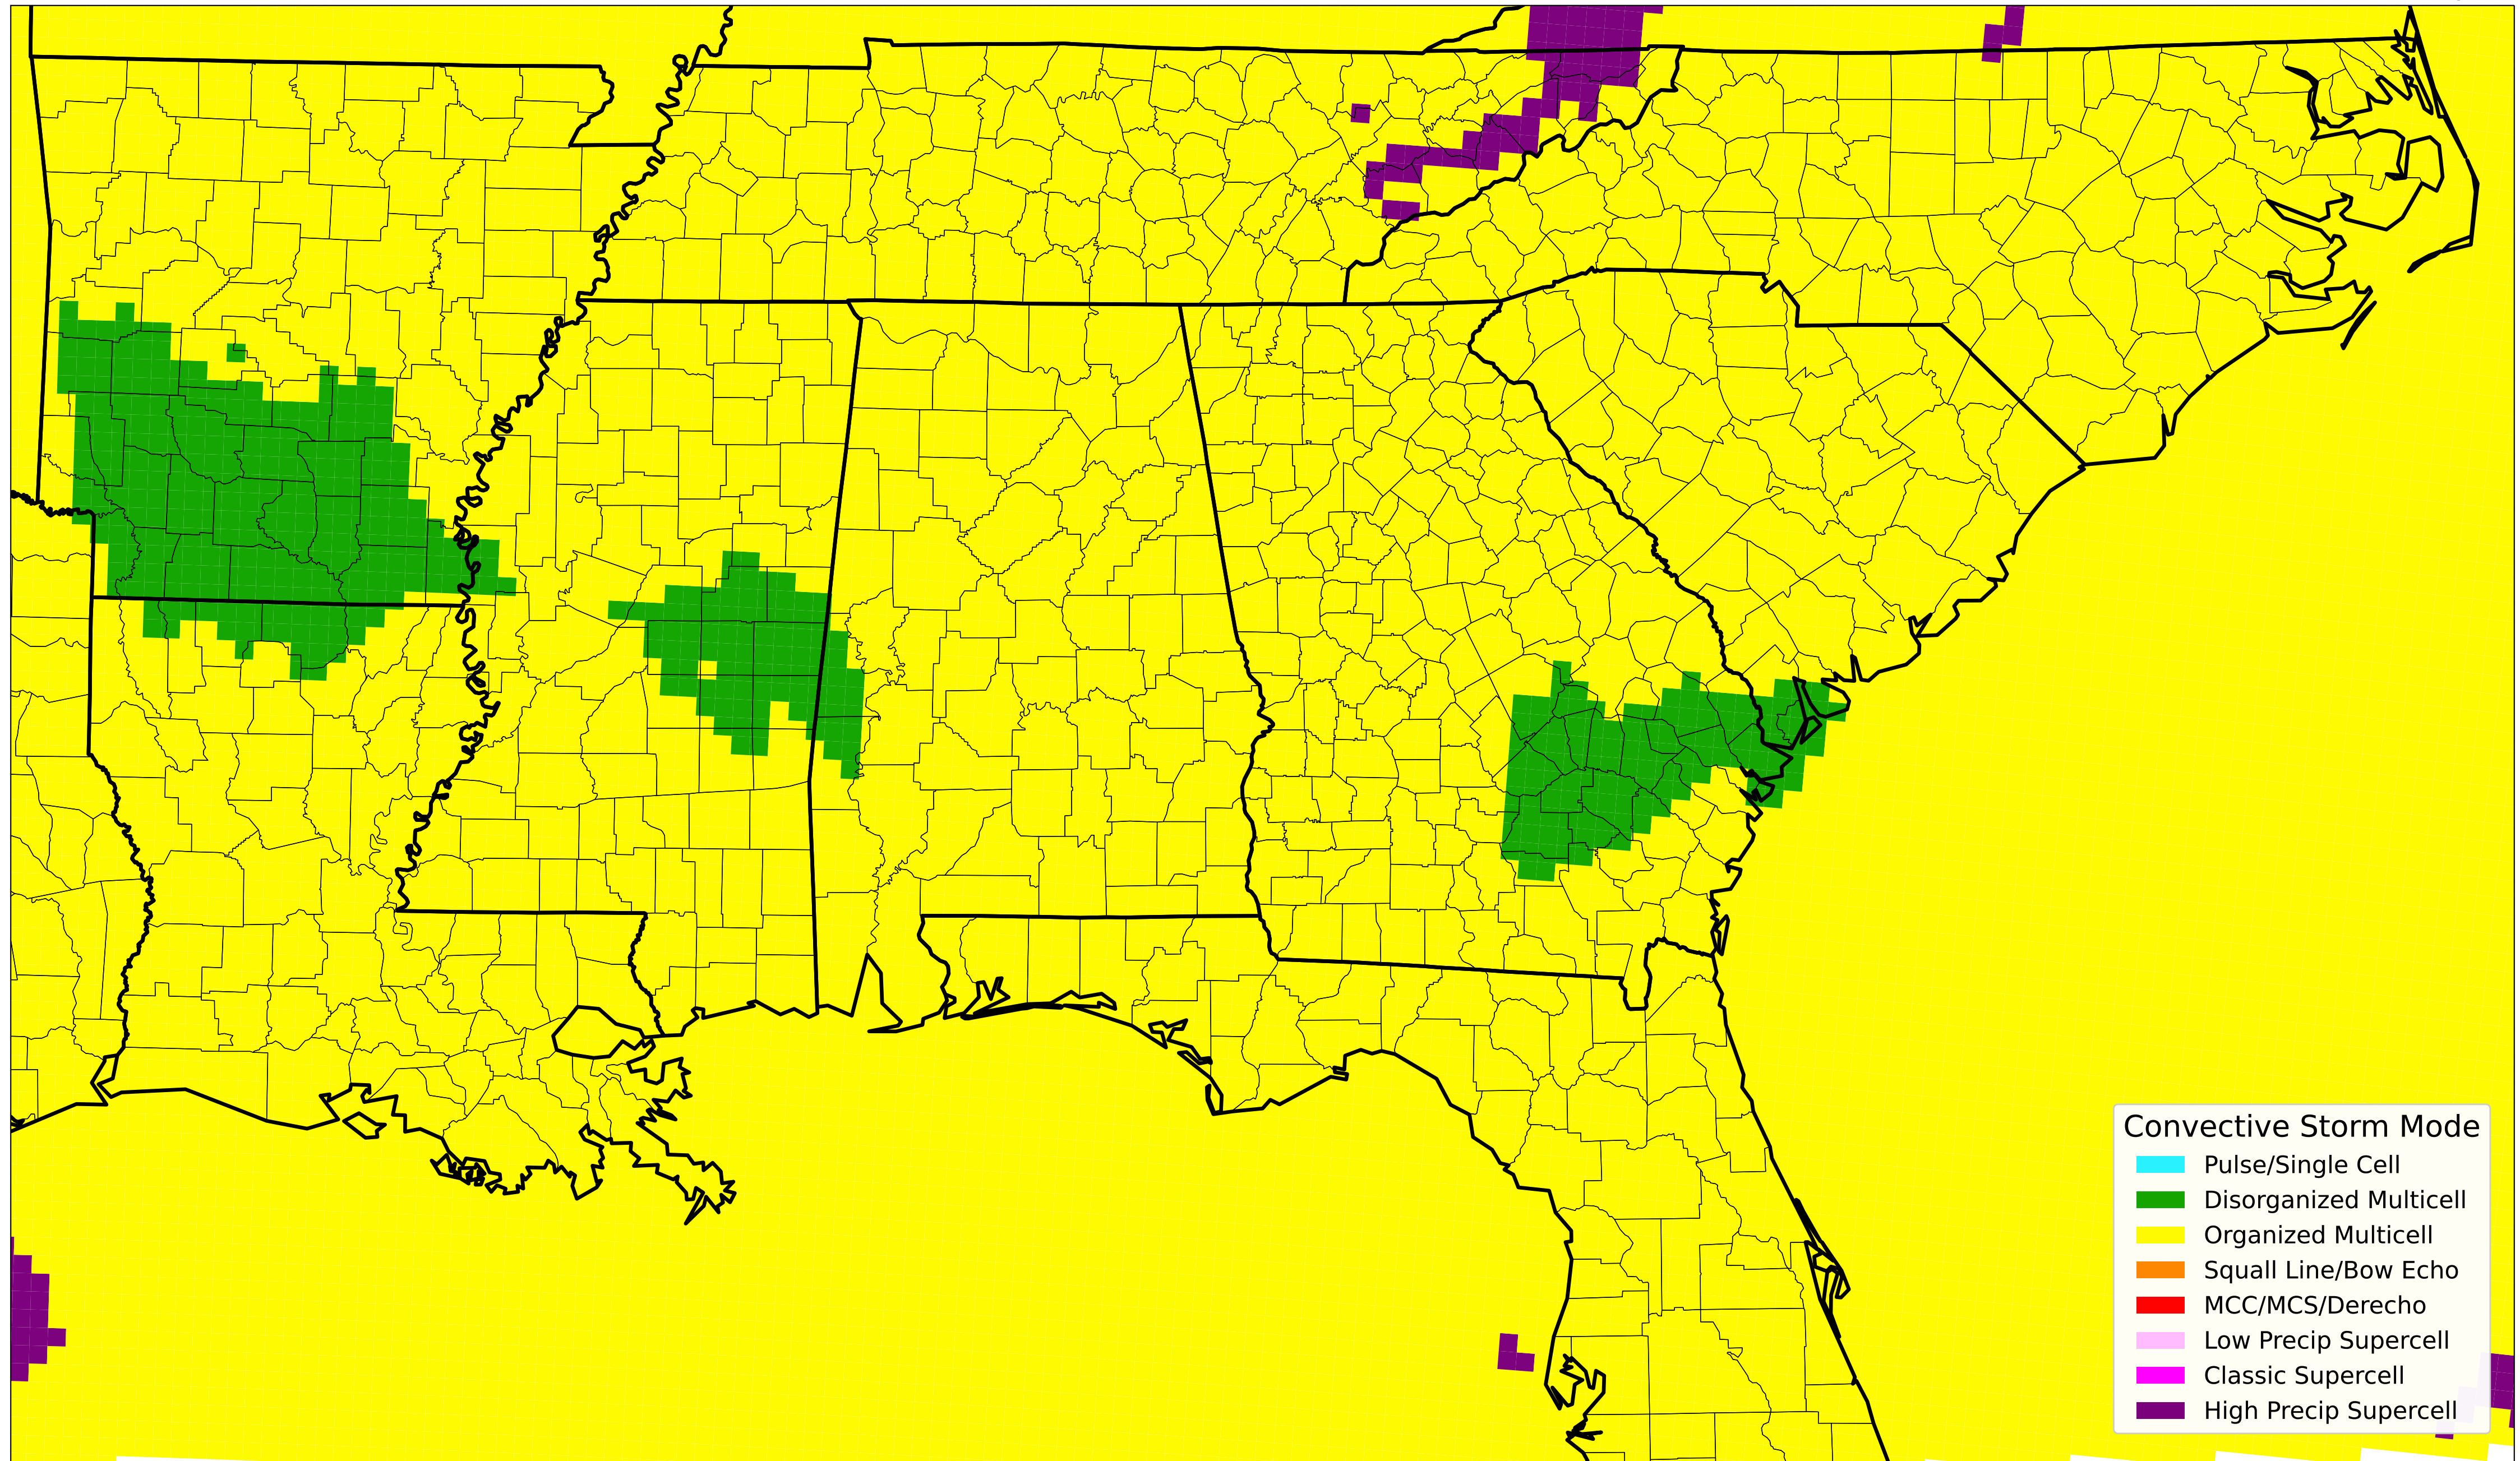 Convective Storm Mode
Pulse/Single Cell
Disorganized Multicell
Organized Multicell
Squall Line/Bow Echo
MCC/MCS/Derecho
Low Precip Supercell
Classic Supercell
High Precip Supercell